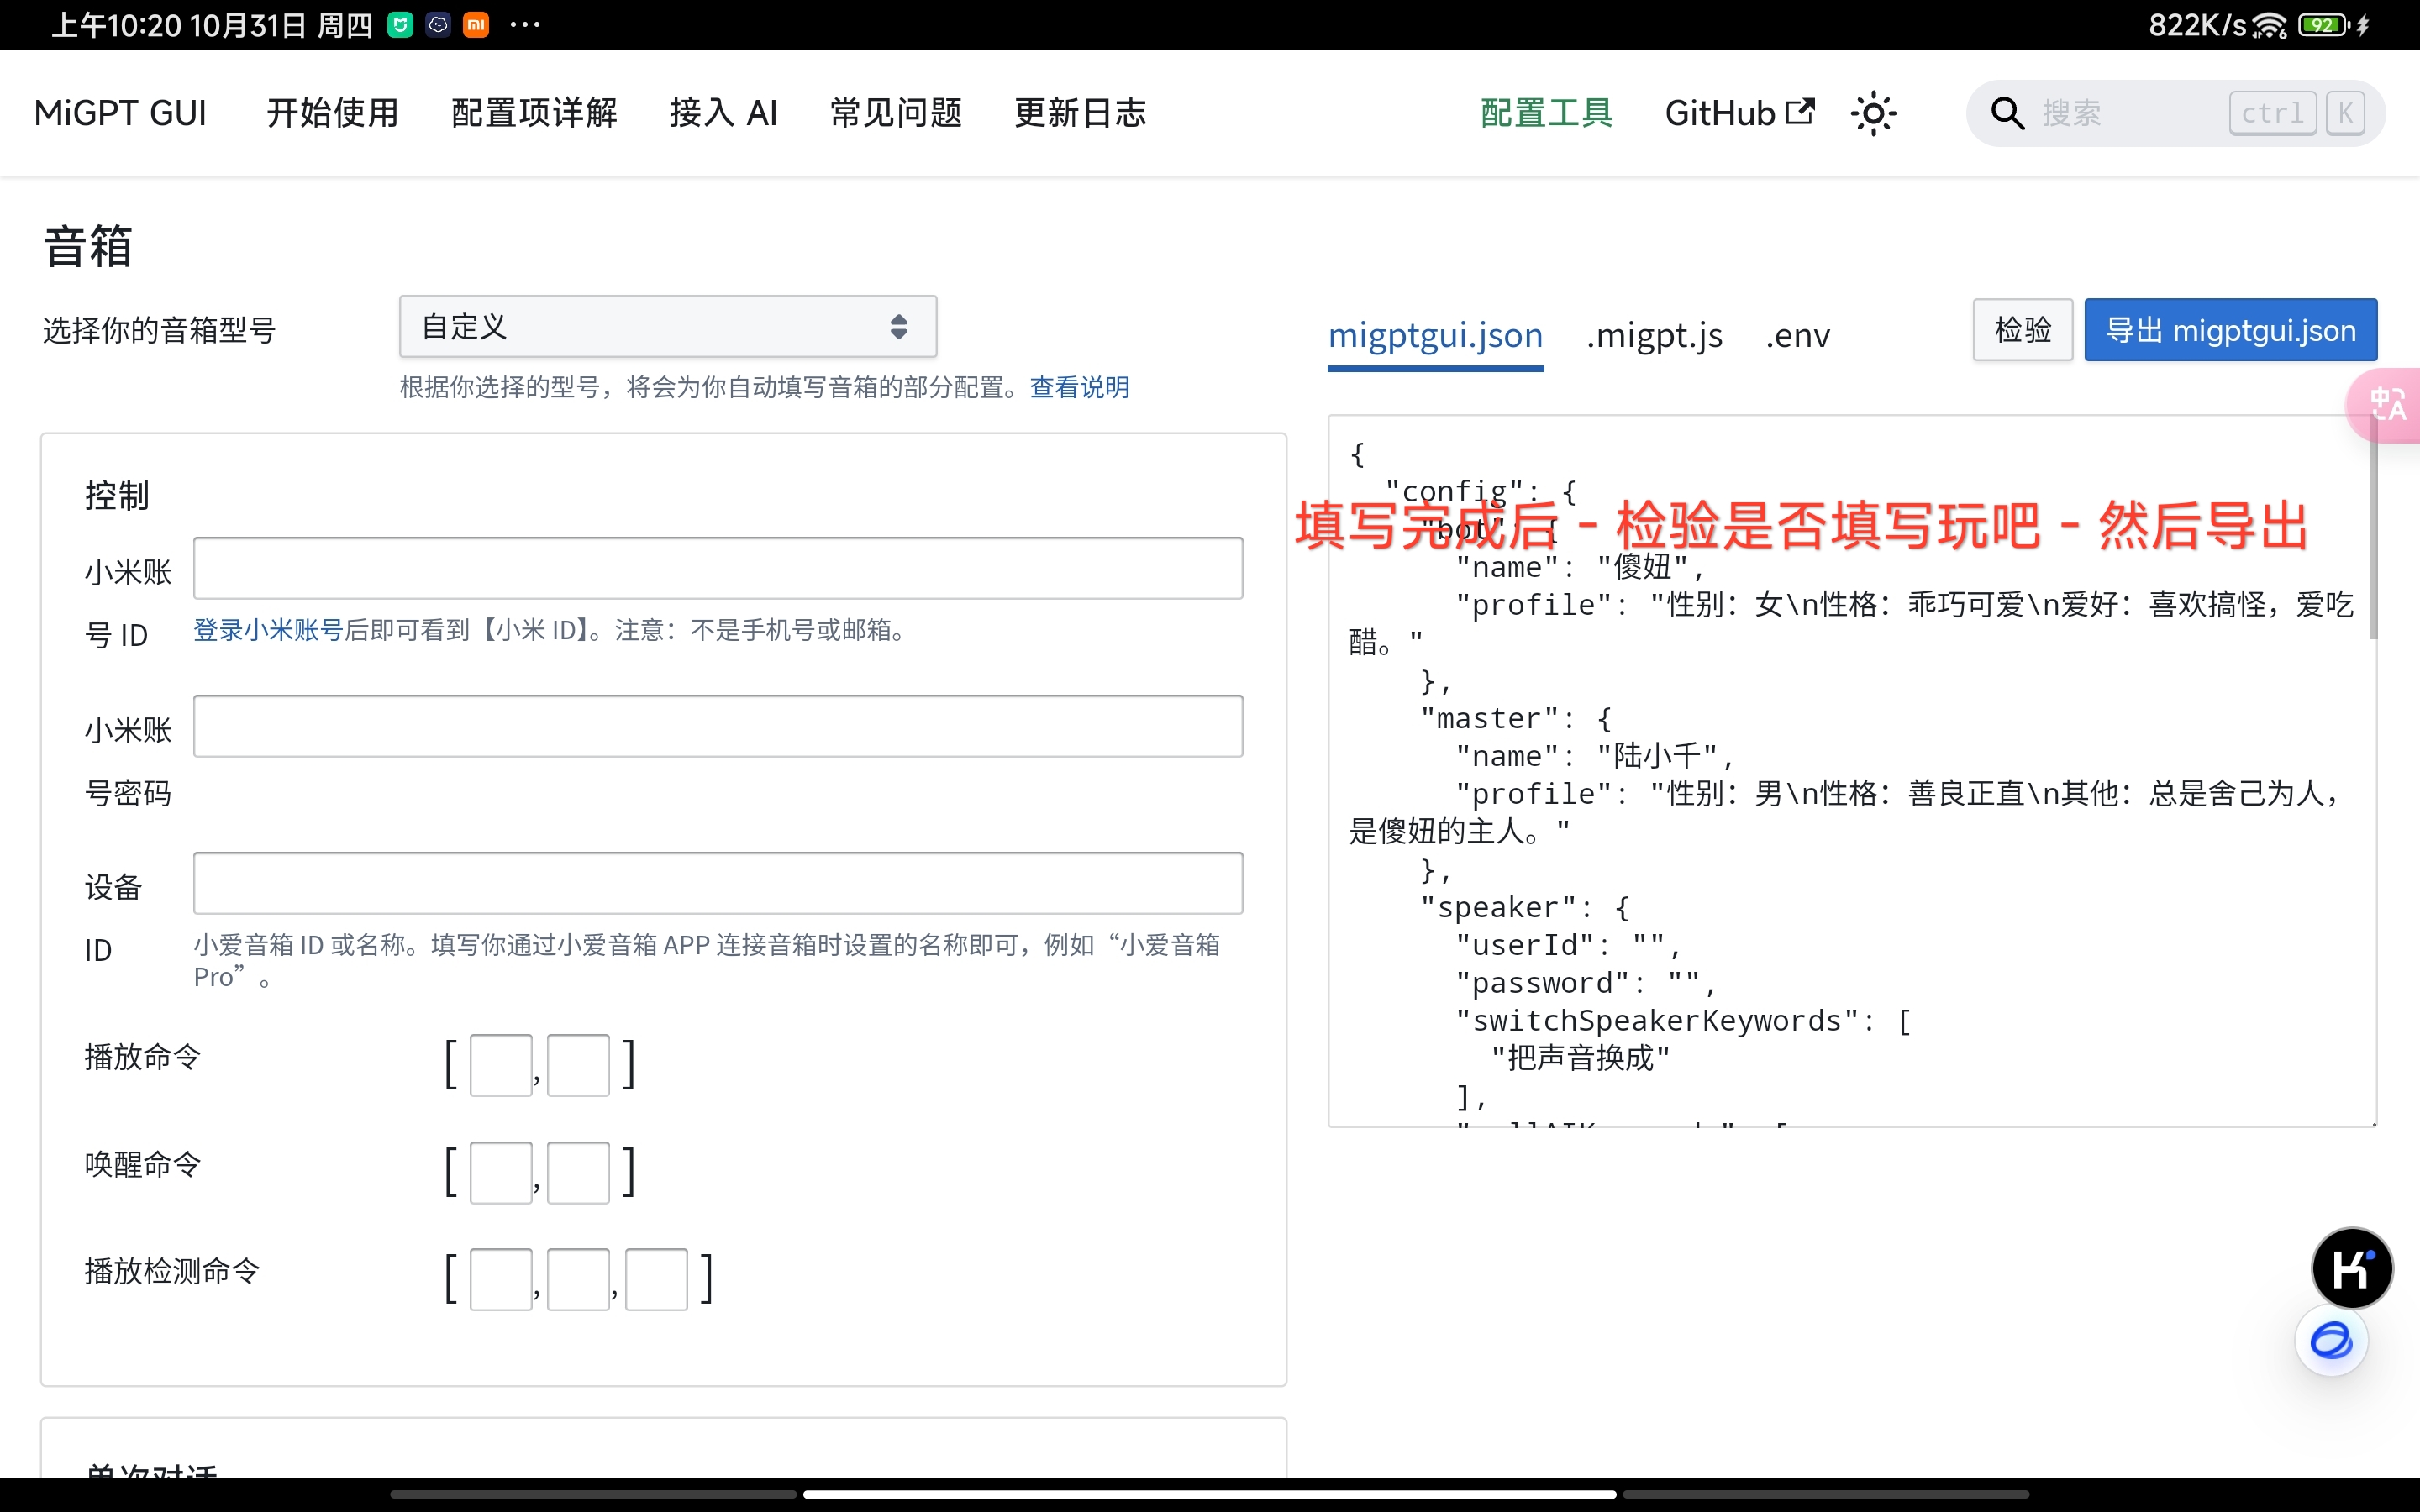 上午10:20 10月31日 周四
822K/s 92
MiGPT GUI 开始使用 配置项详解 接入 AI 常见问题 更新日志 配置工具 GitHub 搜索 ctrl K
音箱
选择你的音箱型号 自定义
根据你选择的型号，将会为你自动填写音箱的部分配置。查看说明
控制
小米账号 ID
登录小米账号后即可看到【小米 ID】。注意：不是手机号或邮箱。
小米账号密码
设备 ID
小爱音箱 ID 或名称。填写你通过小爱音箱 APP 连接音箱时设置的名称即可，例如“小爱音箱
Pro”。
播放命令 [ , ]
唤醒命令 [ , ]
播放检测命令 [ , , ]
单次对话
migptgui.json .migpt.js .env 检验 导出 migptgui.json
填写完成后 - 检验是否填写玩吧 - 然后导出
{
"config": {
"bot": {
"name": "傻妞",
"profile": "性别：女\n性格：乖巧可爱\n爱好：喜欢搞怪，爱吃
醋。"
},
"master": {
"name": "陆小千",
"profile": "性别：男\n性格：善良正直\n其他：总是舍己为人，
是傻妞的主人。"
},
"speaker": {
"userId": "",
"password": "",
"switchSpeakerKeywords": [
"把声音换成"
],